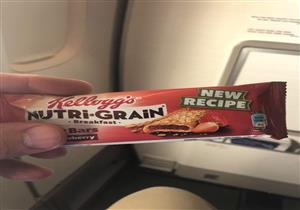 Kellogg's
NUTRI-GRAIN
Breakfast
Bars
NEW
RECIPE